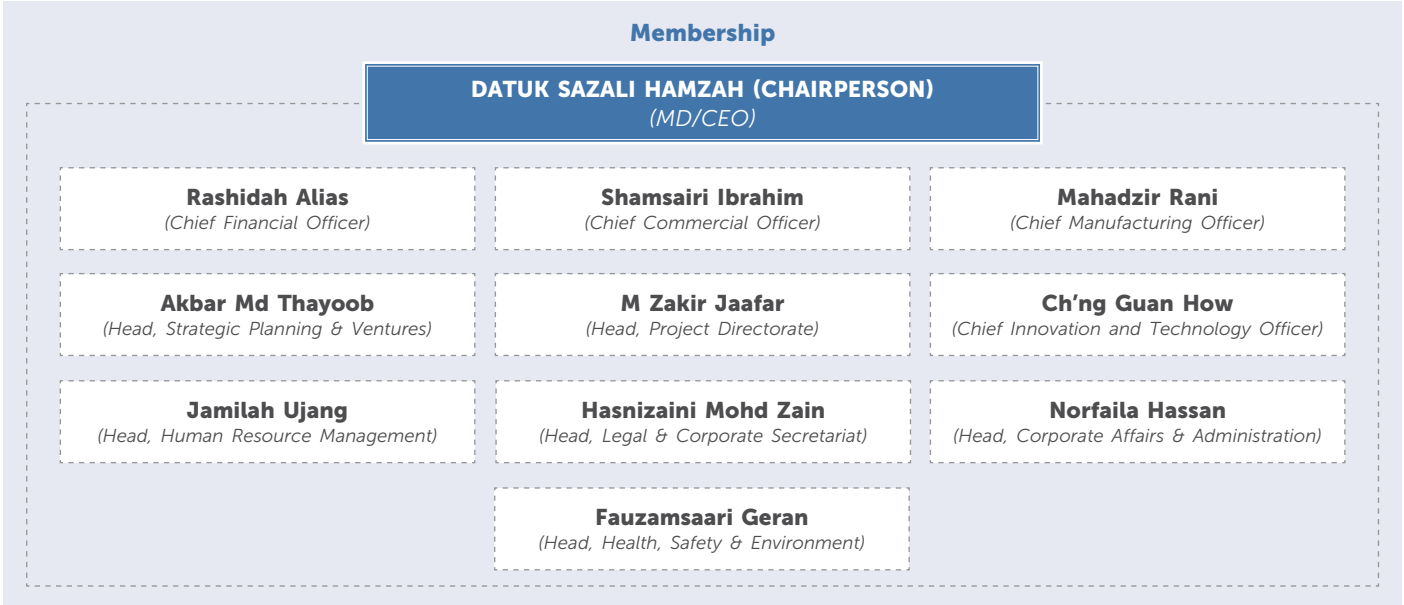 Membership
DATUK SAZALI HAMZAH (CHAIRPERSON)
(MD/CEO)
Rashidah Alias
(Chief Financial Officer)
Shamsairi Ibrahim
(Chief Commercial Officer)
Mahadzir Rani
(Chief Manufacturing Officer)
Akbar Md Thayoob
(Head, Strategic Planning & Ventures)
M Zakir Jaafar
(Head, Project Directorate)
Ch’ng Guan How
(Chief Innovation and Technology Officer)
Jamilah Ujang
(Head, Human Resource Management)
Hasnizaini Mohd Zain
(Head, Legal & Corporate Secretariat)
Norfaila Hassan
(Head, Corporate Affairs & Administration)
Fauzamsaari Geran
(Head, Health, Safety & Environment)